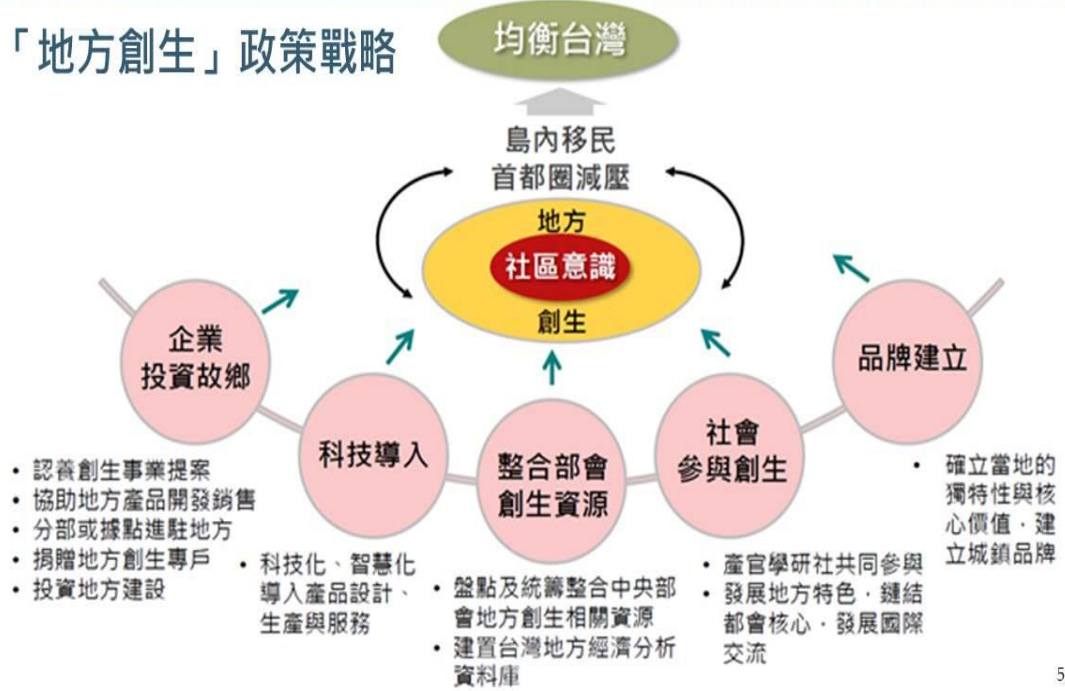 「地方創生」政策戰略
均衡台灣
島內移民
首都圈減壓
地方
社區意識
創生
企業
投資故鄉
• 認養創生事業提案
• 協助地方產品開發銷售
• 分部或據點進駐地方
• 捐贈地方創生專戶
• 投資地方建設
科技導入
• 科技化、智慧化
導入產品設計、
生產與服務
整合部會
創生資源
• 盤點及統籌整合中央部
會地方創生相關資源
• 建置台灣地方經濟分析
資料庫
社會
參與創生
• 產官學研社共同參與
• 發展地方特色，鏈結
都會核心，發展國際
交流
品牌建立
• 確立當地的
獨特性與核
心價值，建
立城鎮品牌
5